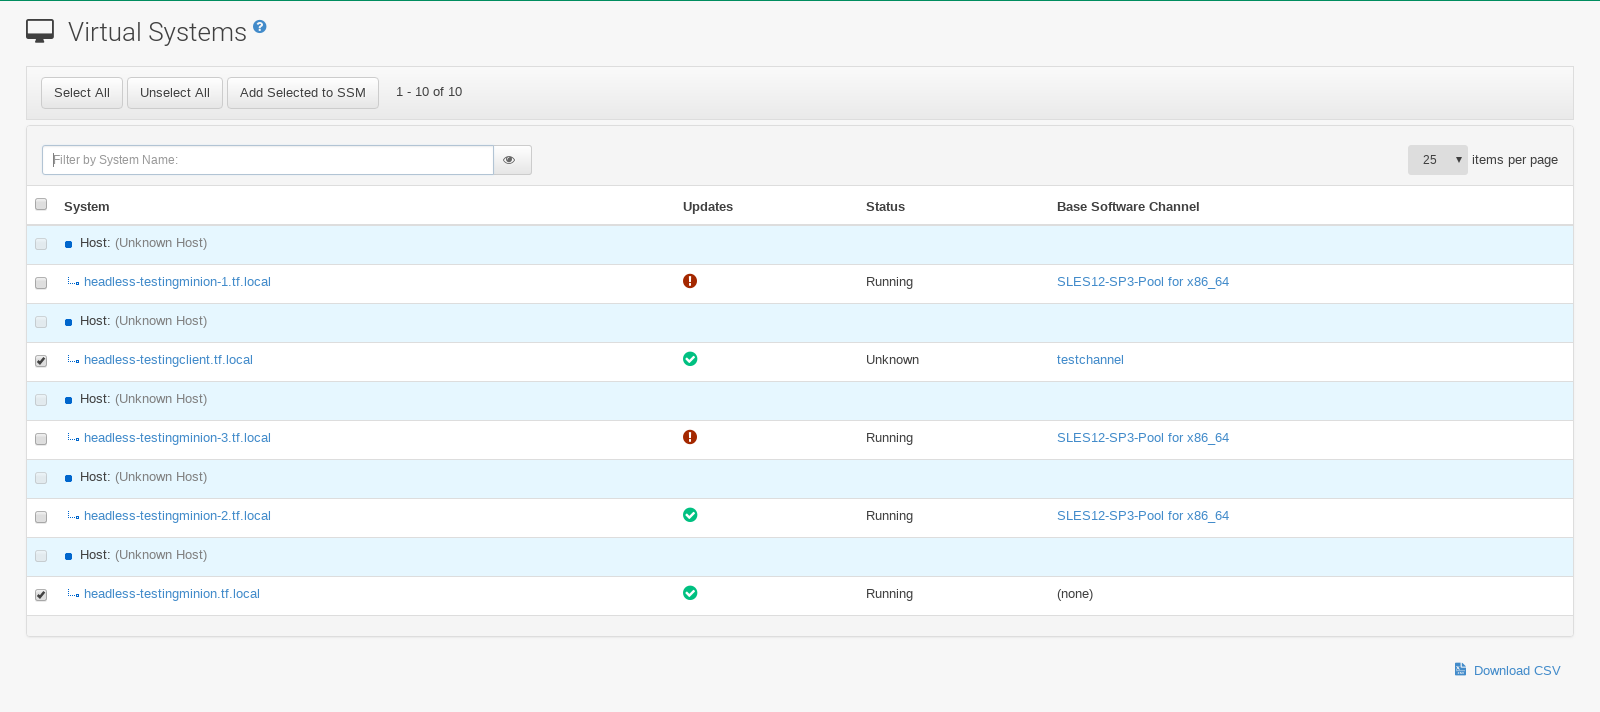 Virtual Systems
Select All Unselect All Add Selected to SSM 1 - 10 of 10
Filter by System Name: 25 items per page
System Updates Status Base Software Channel
Host: (Unknown Host)
headless-testingminion-1.tf.local Running SLES12-SP3-Pool for x86_64
Host: (Unknown Host)
headless-testingclient.tf.local Unknown testchannel
Host: (Unknown Host)
headless-testingminion-3.tf.local Running SLES12-SP3-Pool for x86_64
Host: (Unknown Host)
headless-testingminion-2.tf.local Running SLES12-SP3-Pool for x86_64
Host: (Unknown Host)
headless-testingminion.tf.local Running (none)
Download CSV